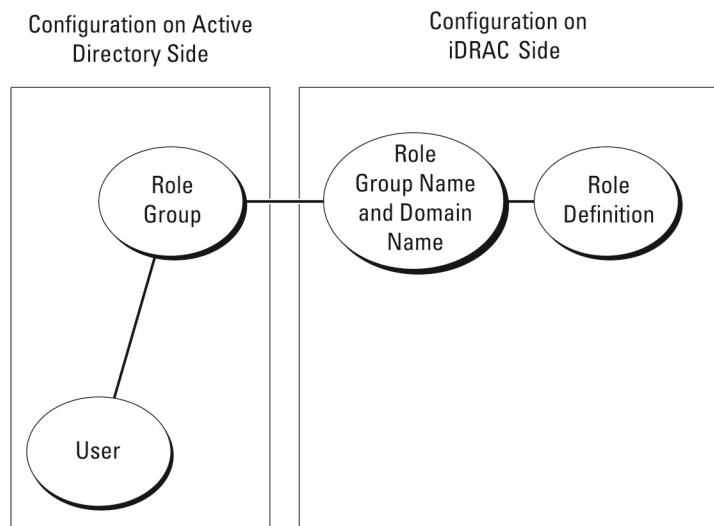 Configuration on Active
Directory Side
Configuration on
iDRAC Side
Role
Group
Role
Group Name
and Domain
Name
Role
Definition
User